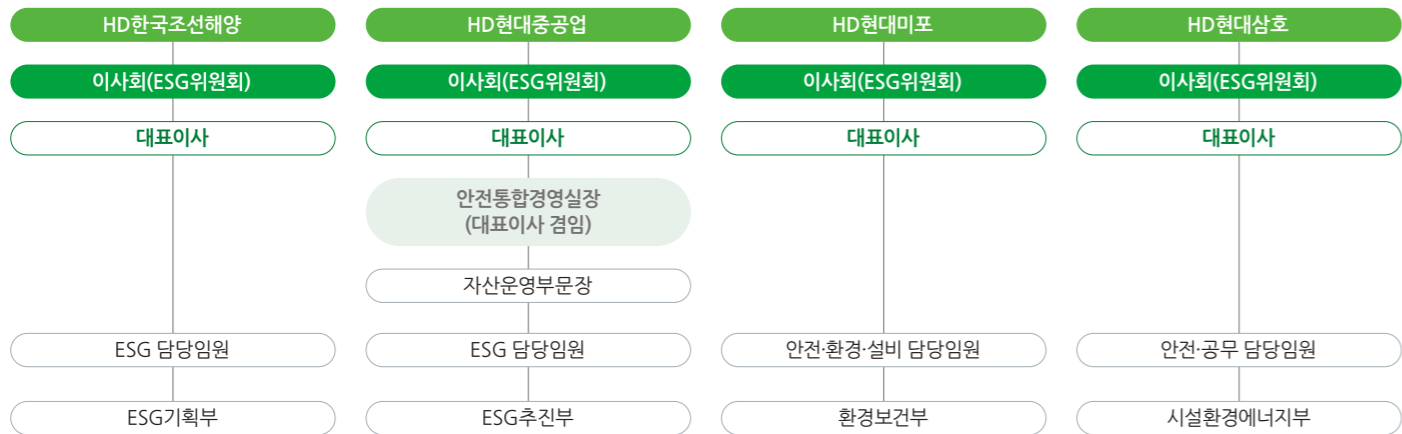 HD한국조선해양
이사회(ESG위원회)
대표이사
ESG 담당임원
ESG기획부
HD현대중공업
이사회(ESG위원회)
대표이사
안전통합경영실장
(대표이사 겸임)
자산운영부문장
ESG 담당임원
ESG추진부
HD현대미포
이사회(ESG위원회)
대표이사
안전·환경·설비 담당임원
환경보건부
HD현대삼호
이사회(ESG위원회)
대표이사
안전·공무 담당임원
시설환경에너지부